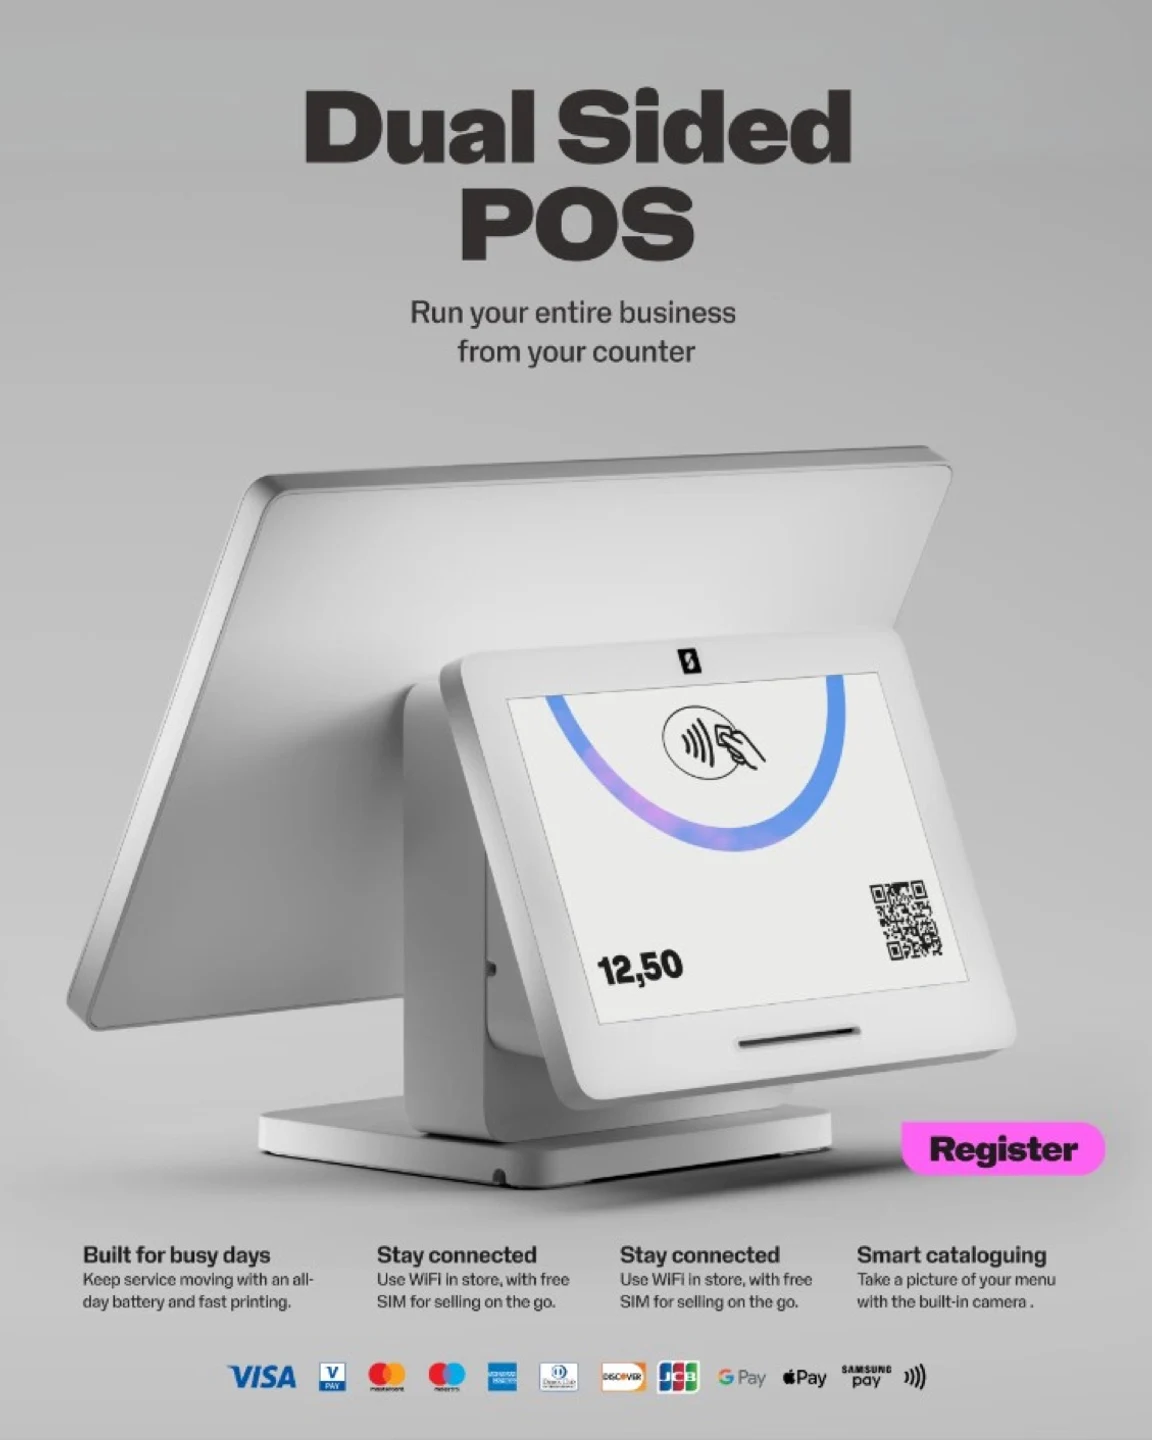 Dual Sided
POS
Run your entire business
from your counter
12,50
Register
Built for busy days
Keep service moving with an all-
day battery and fast printing.
Stay connected
Use WiFi in store, with free
SIM for selling on the go.
Stay connected
Use WiFi in store, with free
SIM for selling on the go.
Smart cataloguing
Take a picture of your menu
with the built-in camera .
VISA
V PAY
mastercard
maestro
DISCOVER
JCB
G Pay
Pay
SAMSUNG
pay